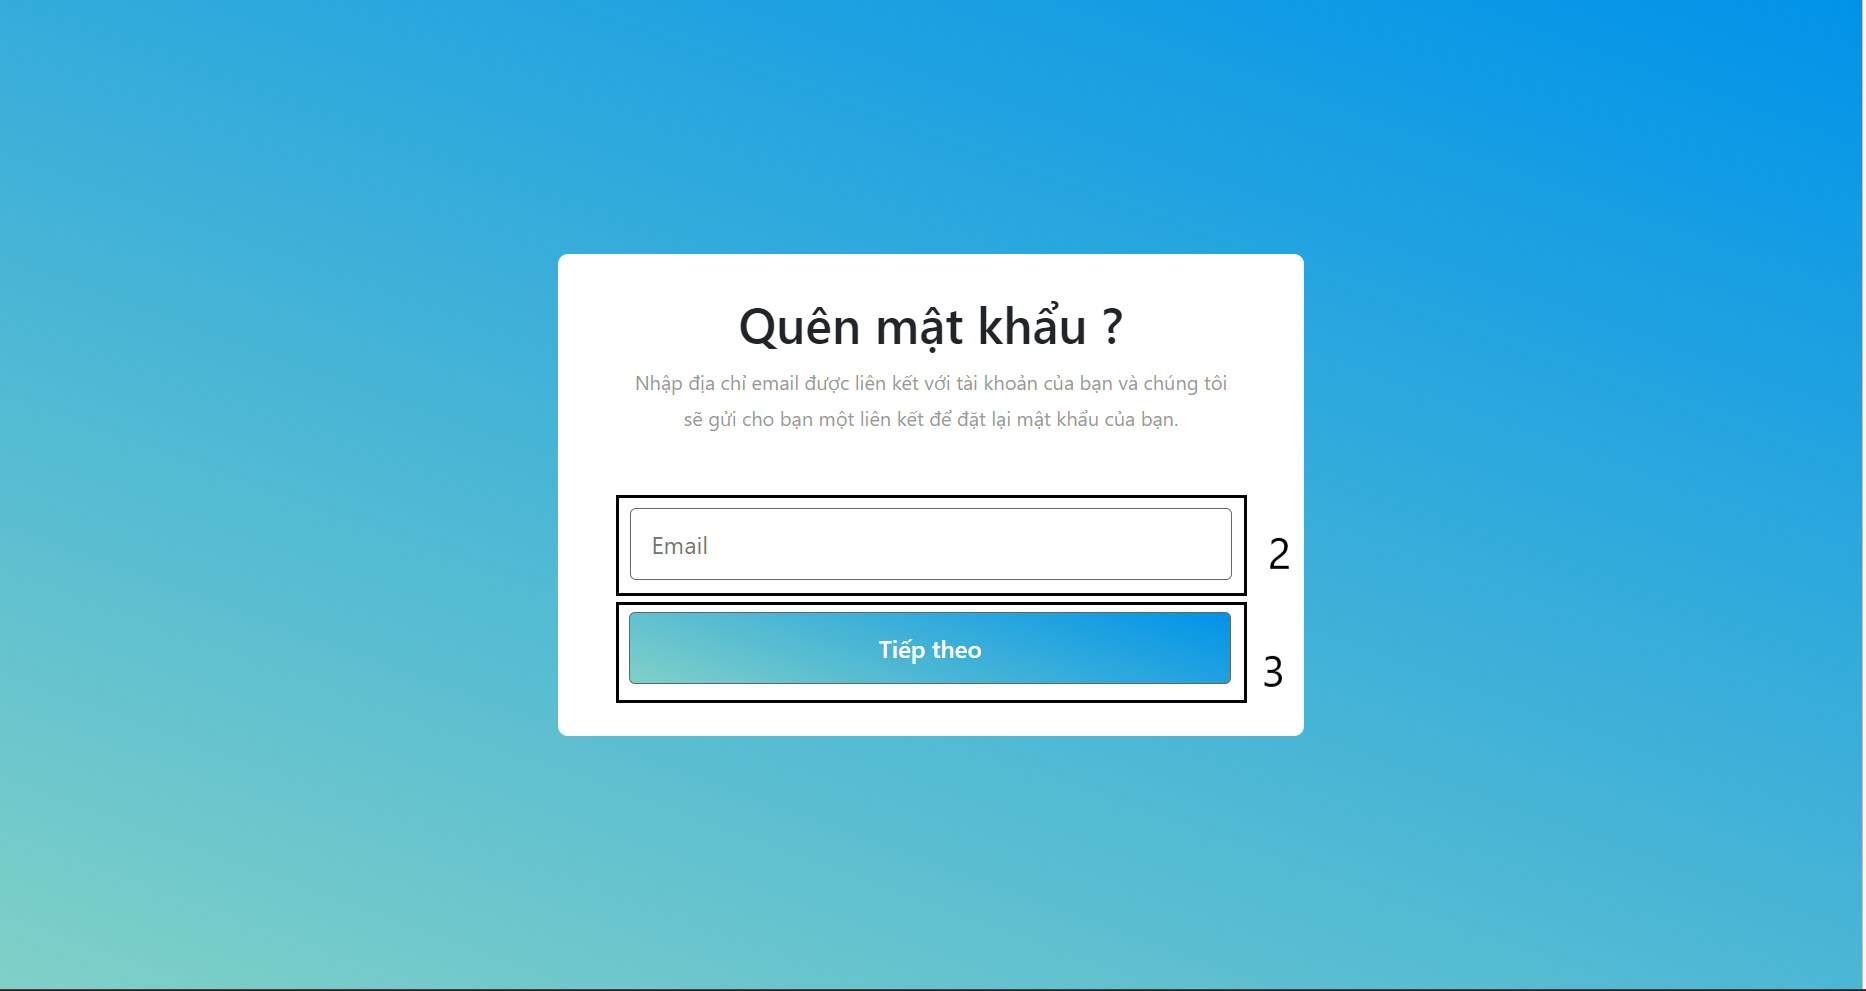 Quên mật khẩu ?
Nhập địa chỉ email được liên kết với tài khoản của bạn và chúng tôi
sẽ gửi cho bạn một liên kết để đặt lại mật khẩu của bạn.
Email
2
Tiếp theo
3